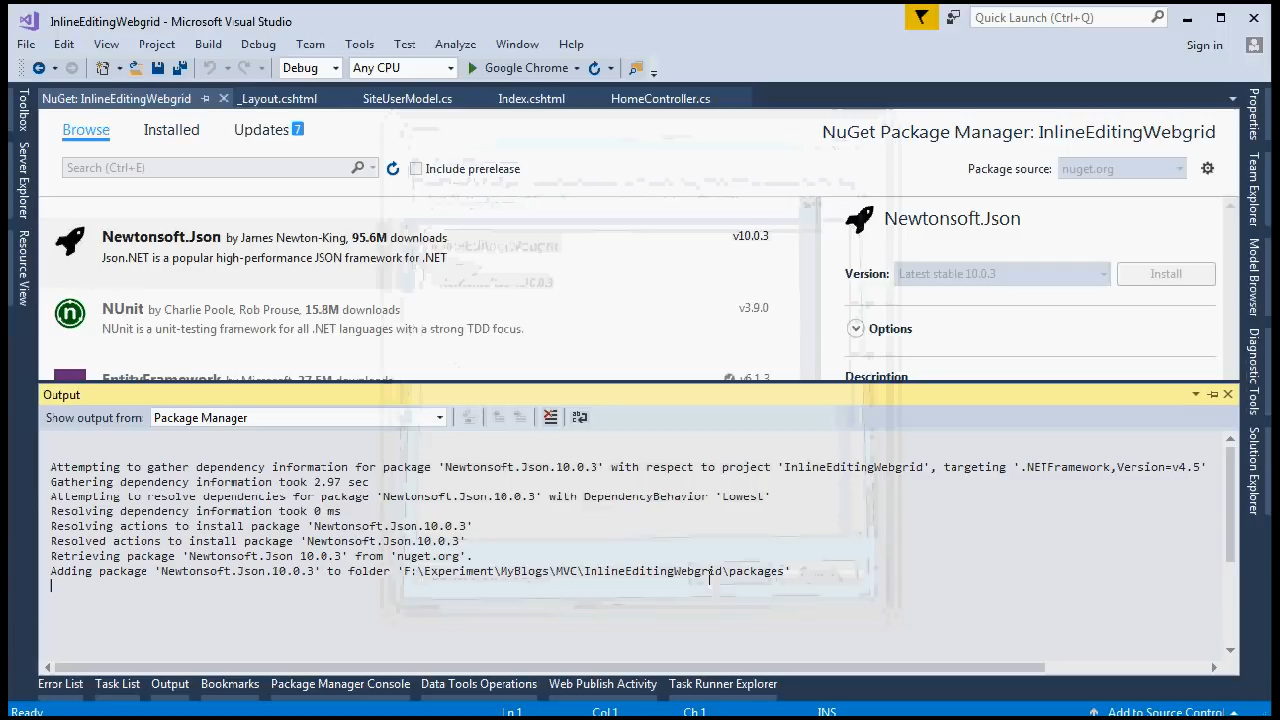 InlineEditingWebgrid - Microsoft Visual Studio
Quick Launch (Ctrl+Q)
File Edit View Project Build Debug Team Tools Test Analyze Window Help
Sign in
Debug Any CPU Google Chrome
NuGet: InlineEditingWebgrid _Layout.cshtml SiteUserModel.cs Index.cshtml HomeController.cs
Toolbox
Server Explorer
Resource View
Browse Installed Updates 7
NuGet Package Manager: InlineEditingWebgrid
Search (Ctrl+E)
Include prerelease
Package source: nuget.org
Newtonsoft.Json by James Newton-King, 95.6M downloads
v10.0.3
Json.NET is a popular high-performance JSON framework for .NET
NUnit by Charlie Poole, Rob Prouse, 15.8M downloads
v3.9.0
NUnit is a unit-testing framework for all .NET languages with a strong TDD focus.
EntityFramework by Microsoft, 37.5M downloads
v6.1.3
Newtonsoft.Json
Version: Latest stable 10.0.3 Install
Options
Description
Properties
Team Explorer
Model Browser
Diagnostic Tools
Solution Explorer
Output
Show output from: Package Manager
Attempting to gather dependency information for package 'Newtonsoft.Json.10.0.3' with respect to project 'InlineEditingWebgrid', targeting '.NETFramework,Version=v4.5'
Gathering dependency information took 2.97 sec
Attempting to resolve dependencies for package 'Newtonsoft.Json.10.0.3' with DependencyBehavior 'Lowest'
Resolving dependency information took 0 ms
Resolving actions to install package 'Newtonsoft.Json.10.0.3'
Resolved actions to install package 'Newtonsoft.Json.10.0.3'
Retrieving package 'Newtonsoft.Json 10.0.3' from 'nuget.org'.
Adding package 'Newtonsoft.Json.10.0.3' to folder 'F:\Experiment\MyBlogs\MVC\InlineEditingWebgrid\packages'
Error List Task List Output Bookmarks Package Manager Console Data Tools Operations Web Publish Activity Task Runner Explorer
Ready Ln 1 Col 1 Ch 1 INS Add to Source Control